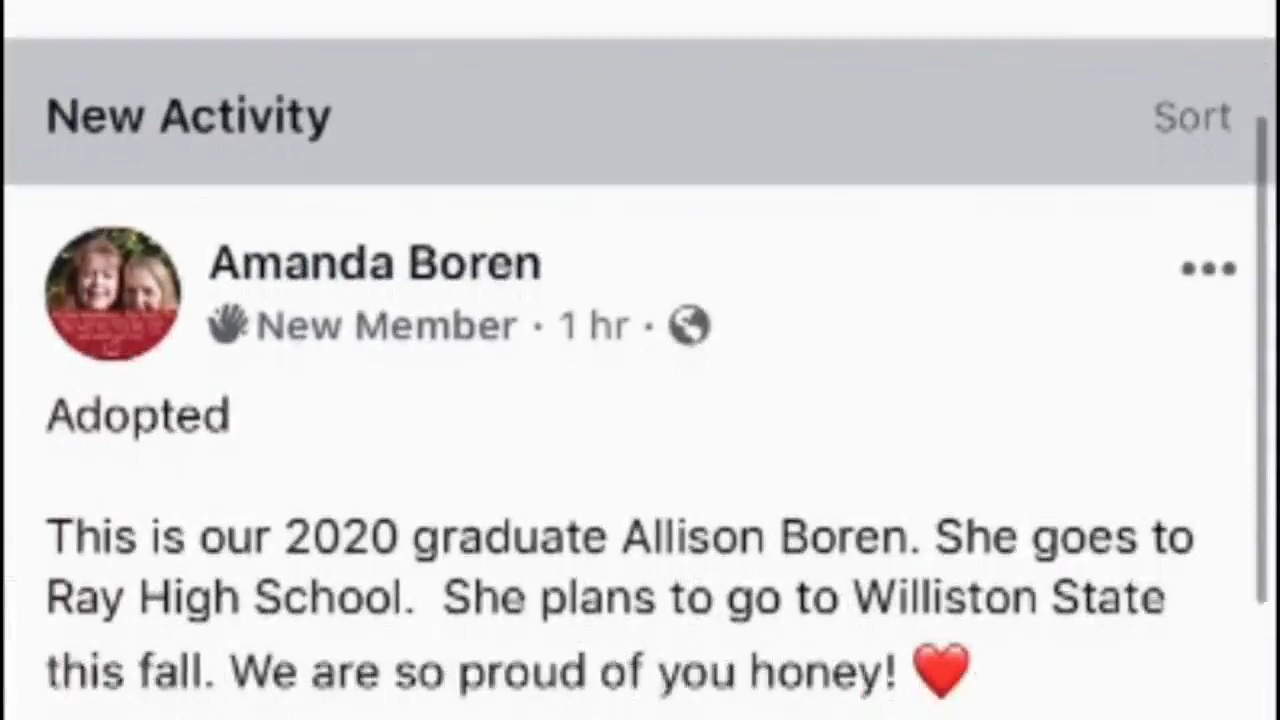 New Activity
Sort
Amanda Boren
New Member · 1 hr ·
Adopted
This is our 2020 graduate Allison Boren. She goes to
Ray High School.  She plans to go to Williston State
this fall. We are so proud of you honey! ❤️